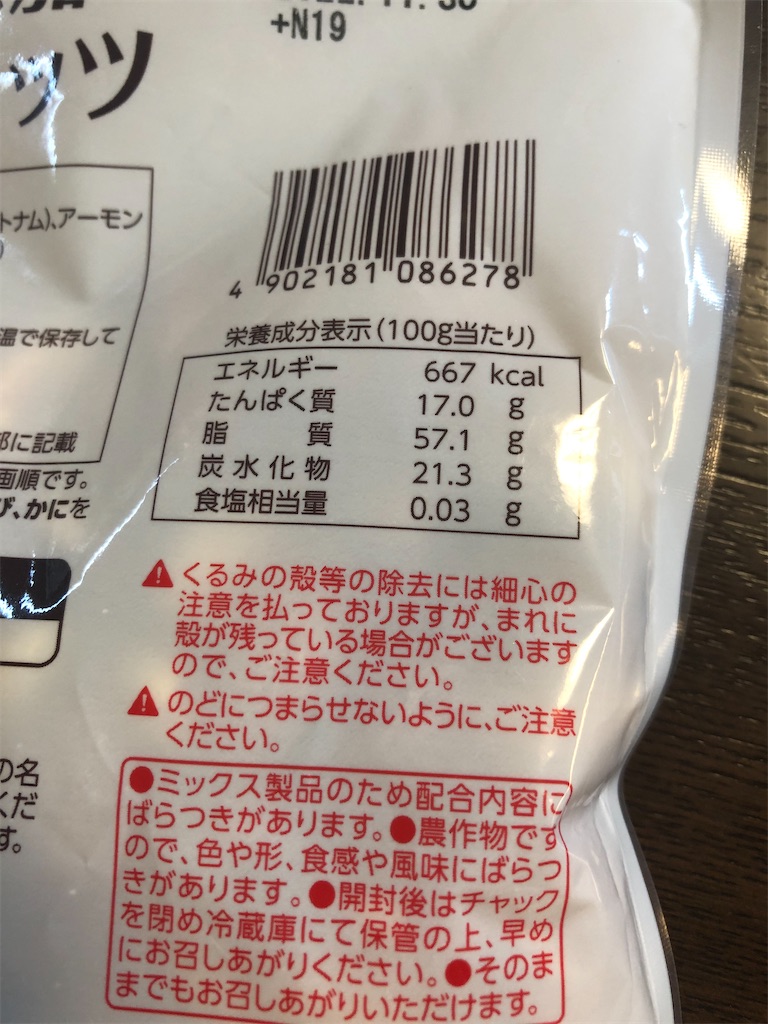 +N19
ッツ
トナム)、アーモン
4 902181 086278
温で保存して
栄養成分表示(100g当たり)
エネルギー 667 kcal
たんぱく質 17.0 g
脂質 57.1 g
炭水化物 21.3 g
食塩相当量 0.03 g
部に記載
画順です。
び、かにを
⚠くるみの殻等の除去には細心の
注意を払っておりますが、まれに
殻が残っている場合がございます
ので、ご注意ください。
⚠のどにつまらせないように、ご注意
ください。
の名
くだ
す。
●ミックス製品のため配合内容に
ばらつきがあります。●農作物です
ので、色や形、食感や風味にばらつ
きがあります。●開封後はチャック
を閉め冷蔵庫にて保管の上、早め
にお召しあがりください。●そのま
までもお召しあがりいただけます。